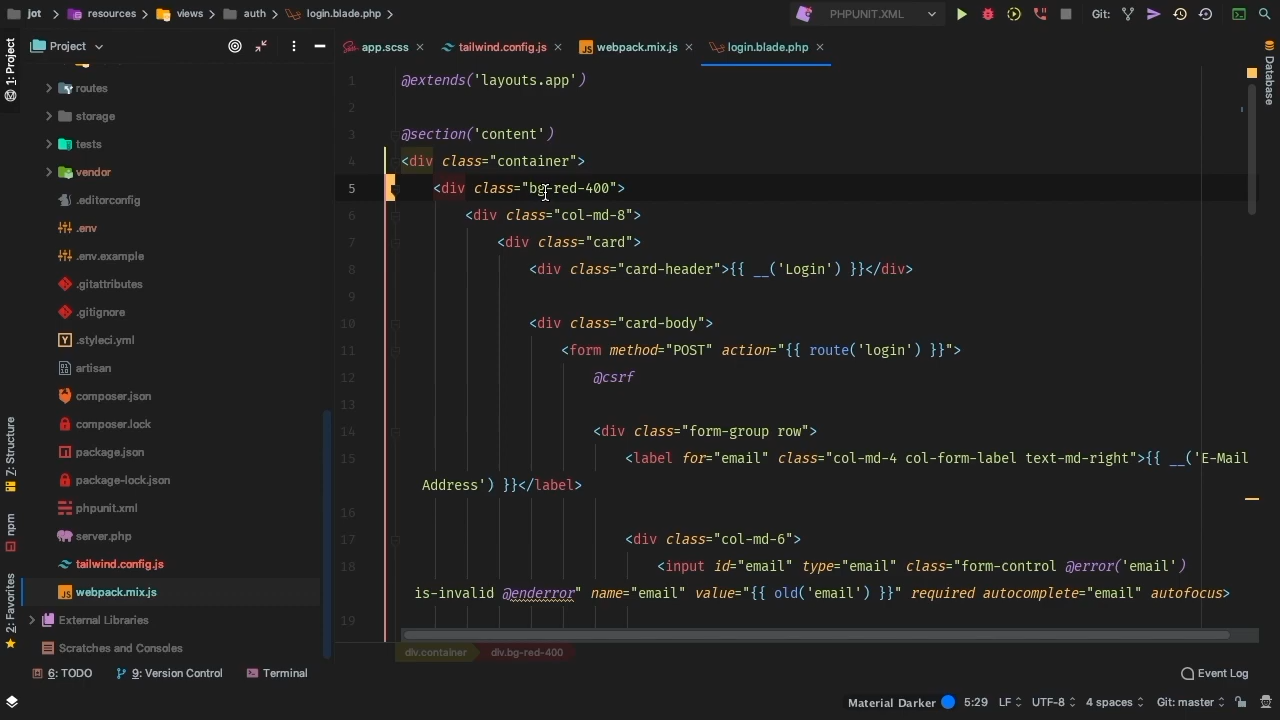 jot
resources
views
auth
login.blade.php
PHPUNIT.XML
Git:
1: Project
Project
app.scss
tailwind.config.js
webpack.mix.js
login.blade.php
Database
routes
storage
tests
vendor
.editorconfig
.env
.env.example
.gitattributes
.gitignore
.styleci.yml
artisan
composer.json
composer.lock
package.json
package-lock.json
phpunit.xml
server.php
tailwind.config.js
webpack.mix.js
External Libraries
Scratches and Consoles
7: Structure
npm
2: Favorites
1 @extends('layouts.app')
2
3 @section('content')
4 <div class="container">
5 <div class="bg-red-400">
6 <div class="col-md-8">
7 <div class="card">
8 <div class="card-header">{{ __('Login') }}</div>
9
10 <div class="card-body">
11 <form method="POST" action="{{ route('login') }}">
12 @csrf
13
14 <div class="form-group row">
15 <label for="email" class="col-md-4 col-form-label text-md-right">{{ __('E-Mail
Address') }}</label>
16
17 <div class="col-md-6">
18 <input id="email" type="email" class="form-control @error('email')
is-invalid @enderror" name="email" value="{{ old('email') }}" required autocomplete="email" autofocus>
19
div.container
div.bg-red-400
6: TODO
9: Version Control
Terminal
Event Log
Material Darker
5:29
LF
UTF-8
4 spaces
Git: master